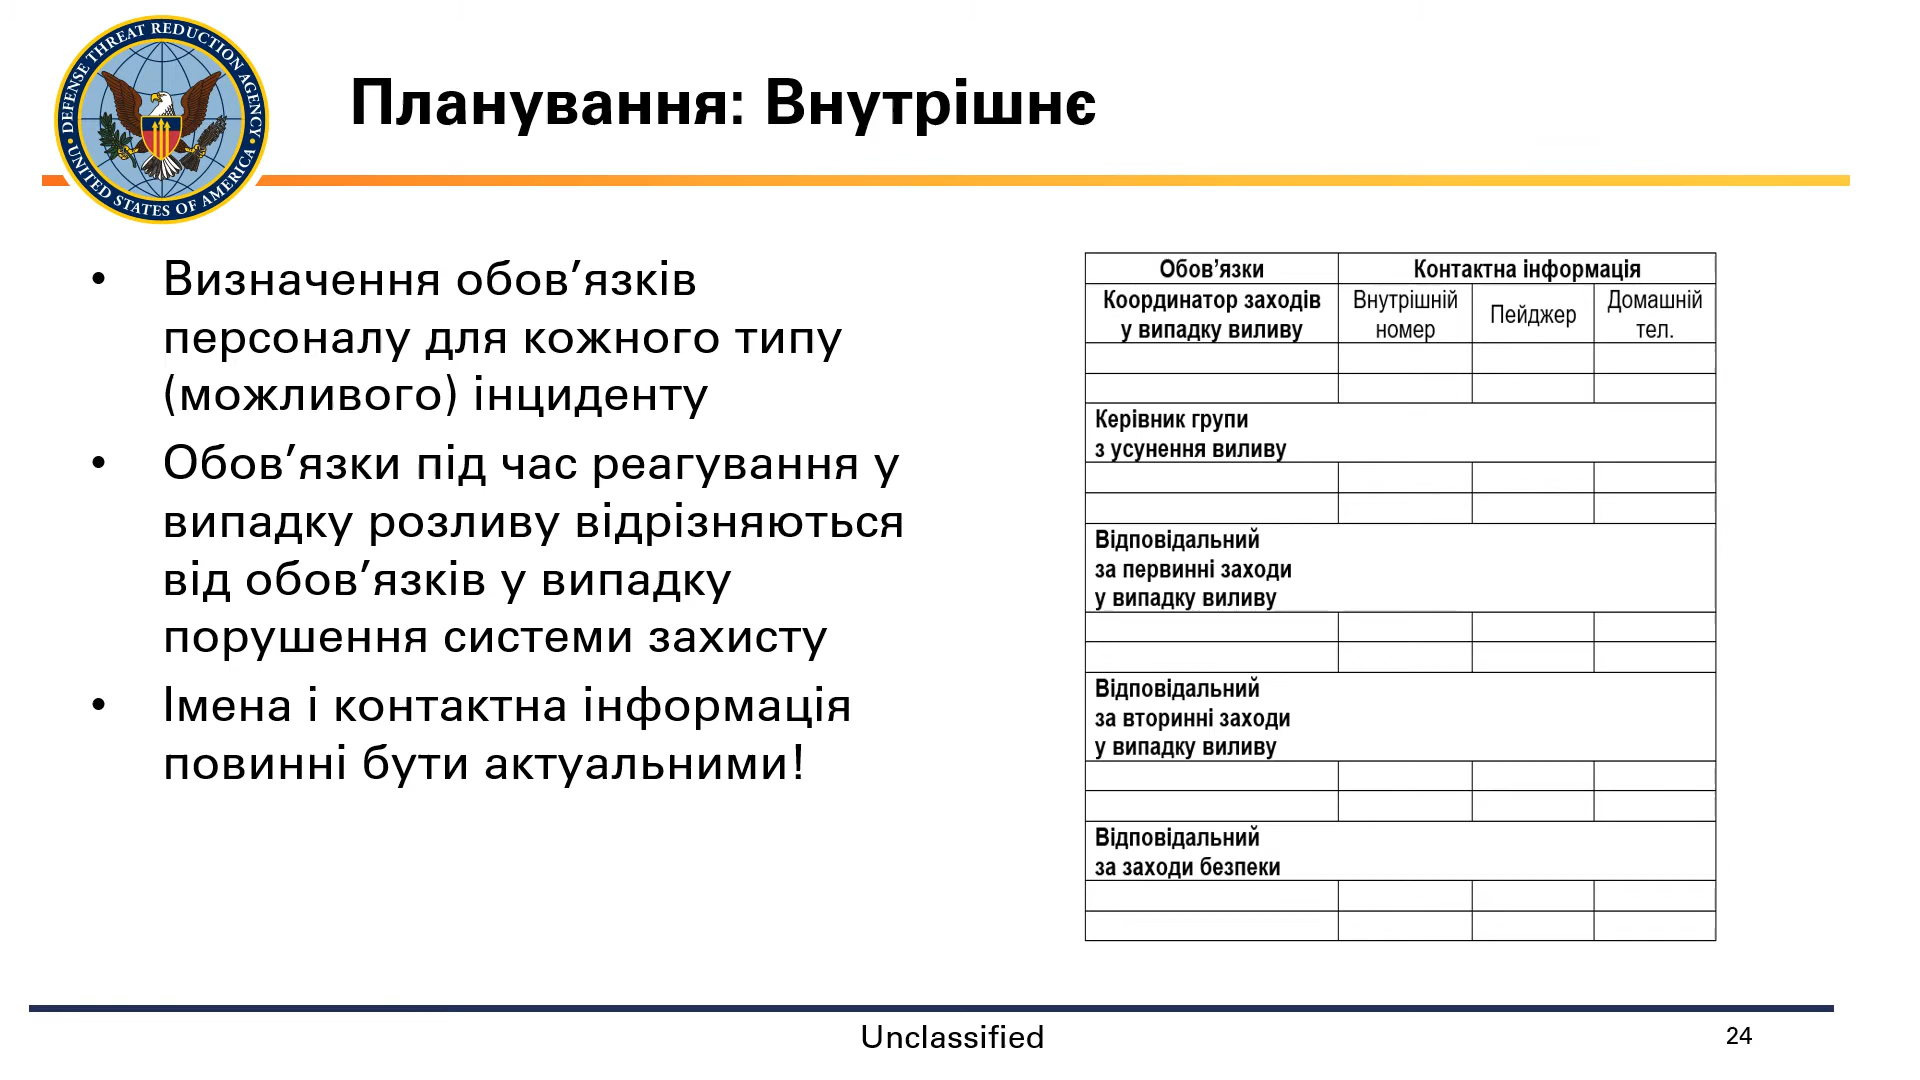 DEFENSE THREAT REDUCTION AGENCY
UNITED STATES OF AMERICA
Планування: Внутрішнє
• Визначення обов’язків
персоналу для кожного типу
(можливого) інциденту
• Обов’язки під час реагування у
випадку розливу відрізняються
від обов’язків у випадку
порушення системи захисту
• Імена і контактна інформація
повинні бути актуальними!
Обов’язки Контактна інформація
Координатор заходів
у випадку виливу
Внутрішній
номер
Пейджер
Домашній
тел.
Керівник групи
з усунення виливу
Відповідальний
за первинні заходи
у випадку виливу
Відповідальний
за вторинні заходи
у випадку виливу
Відповідальний
за заходи безпеки
Unclassified
24